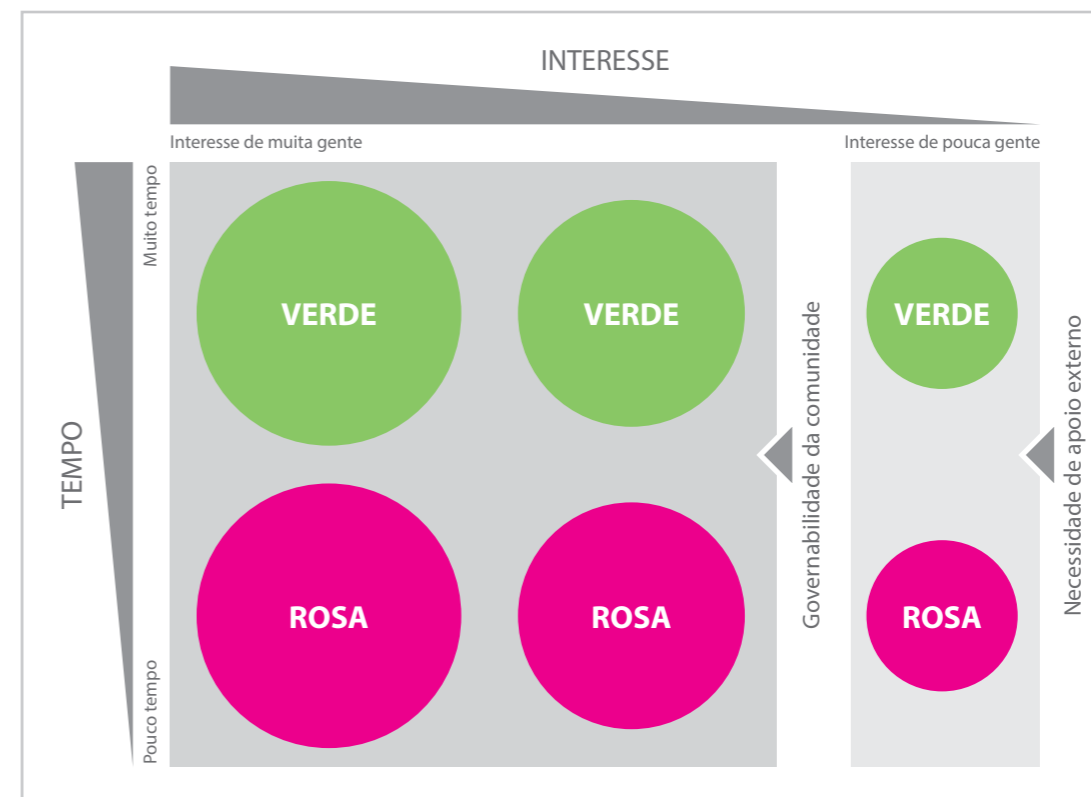 INTERESSE
Interesse de muita gente
Interesse de pouca gente
TEMPO
Muito tempo
Pouco tempo
VERDE
VERDE
VERDE
ROSA
ROSA
ROSA
Governabilidade da comunidade
Necessidade de apoio externo